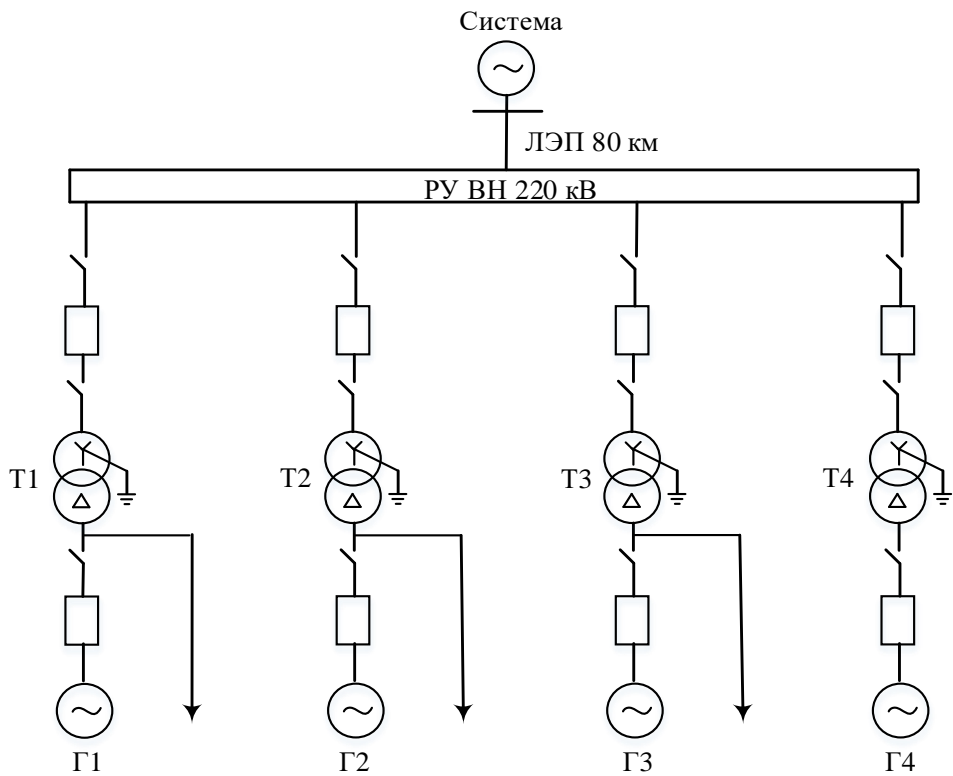 Система
ЛЭП 80 км
РУ ВН 220 кВ
Т1
Т2
Т3
Т4
Г1
Г2
Г3
Г4